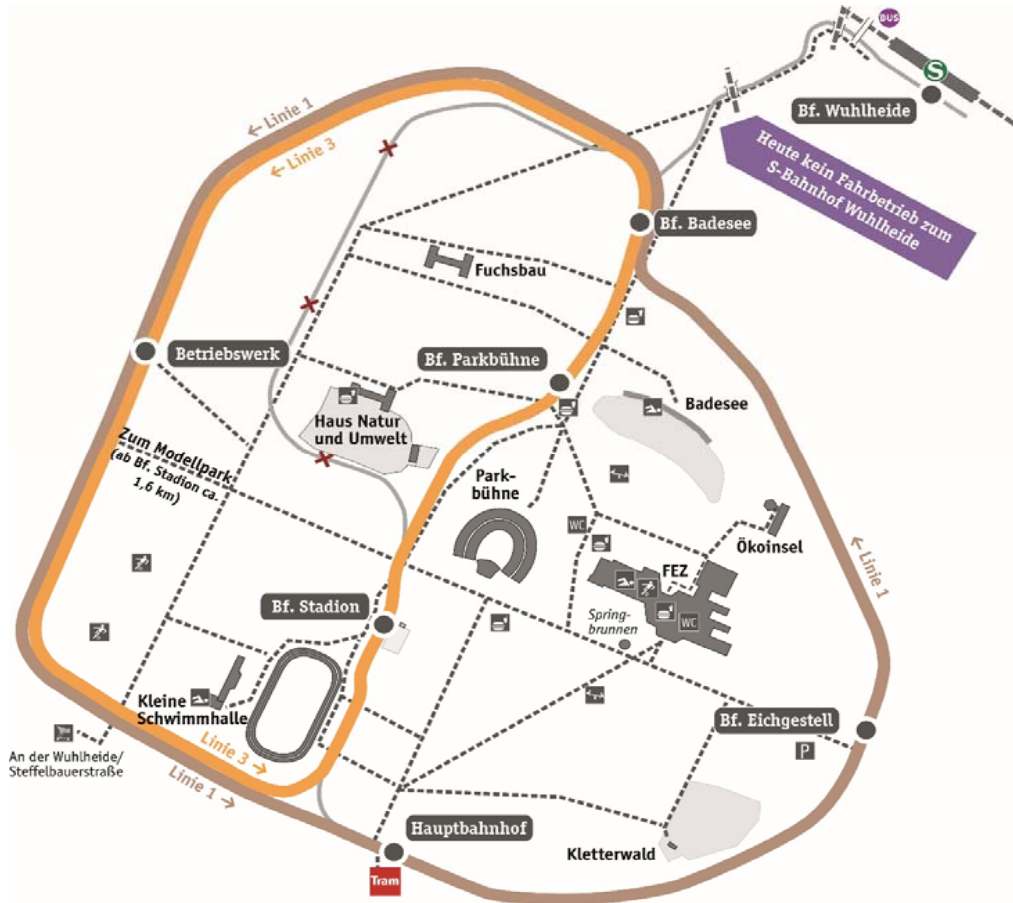 BUS
S
Bf. Wuhlheide
← Linie 1
← Linie 3
Heute kein Fahrbetrieb zum
S-Bahnhof Wuhlheide
Bf. Badesee
Fuchsbau
Betriebswerk
Bf. Parkbühne
Badesee
Haus Natur
und Umwelt
Zum Modellpark
(ab Bf. Stadion ca.
1,6 km)
Park-
bühne
WC
Ökoinsel
FEZ
← Linie 1
Bf. Stadion
Spring-
brunnen
WC
Kleine
Schwimmhalle
Bf. Eichgestell
P
An der Wuhlheide/
Steffelbauerstraße
Linie 3 →
Linie 1 →
Hauptbahnhof
Kletterwald
Tram